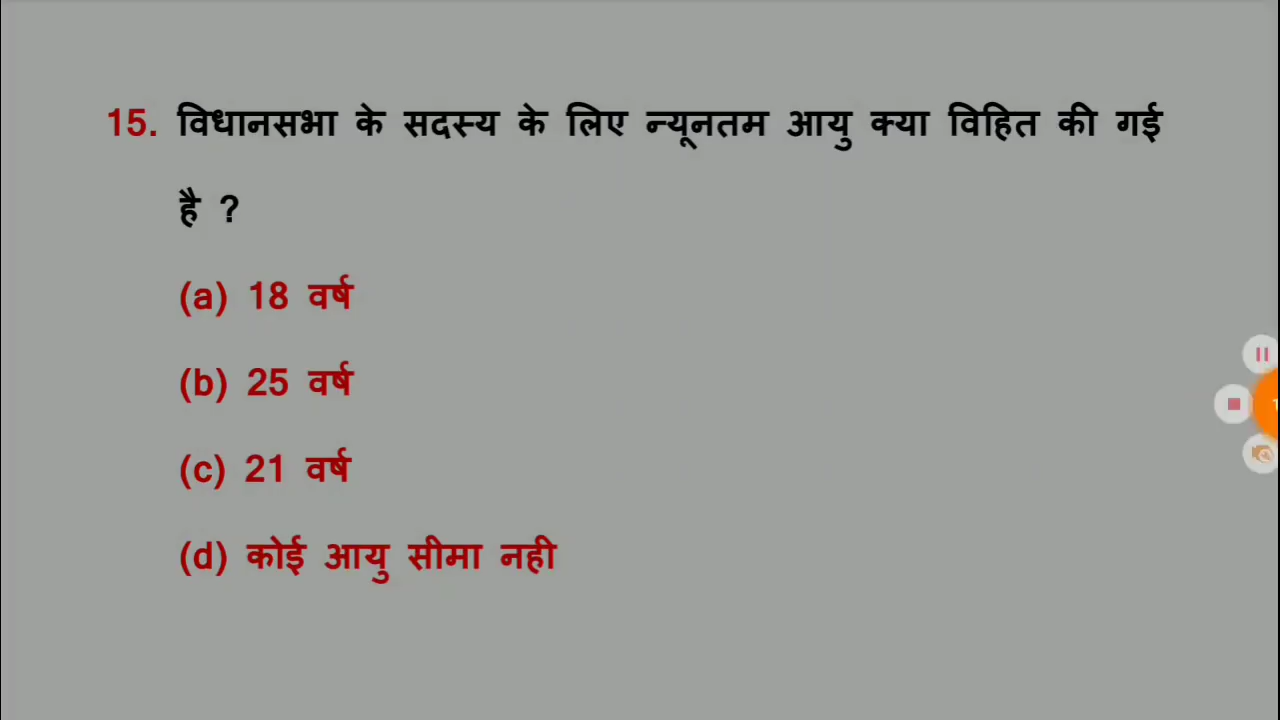 15. विधानसभा के सदस्य के लिए न्यूनतम आयु क्या विहित की गई
है ?
(a) 18 वर्ष
(b) 25 वर्ष
(c) 21 वर्ष
(d) कोई आयु सीमा नही